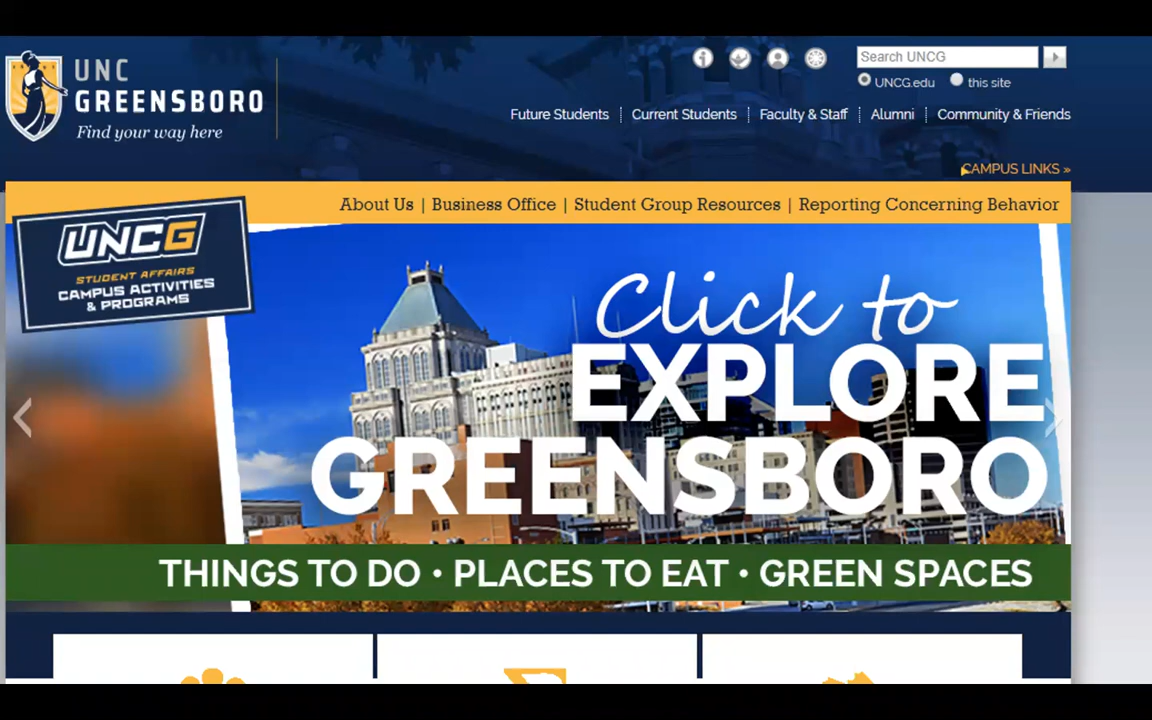 UNC
GREENSBORO
Find your way here
Search UNCG
UNCG.edu this site
Future Students Current Students Faculty & Staff Alumni Community & Friends
CAMPUS LINKS »
About Us | Business Office | Student Group Resources | Reporting Concerning Behavior
UNCG
STUDENT AFFAIRS
CAMPUS ACTIVITIES
& PROGRAMS
Click to
EXPLORE
GREENSBORO
THINGS TO DO • PLACES TO EAT • GREEN SPACES